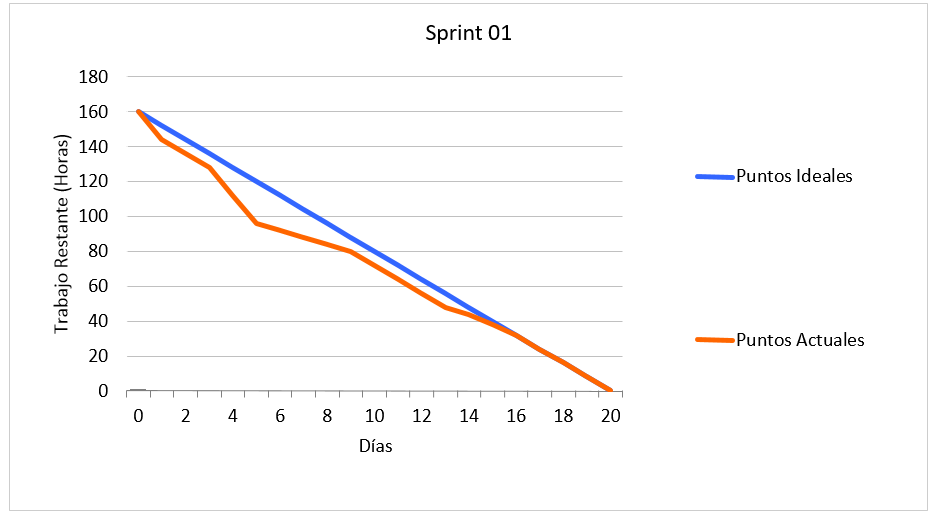 Sprint 01
Trabajo Restante (Horas)
180
160
140
120
100
80
60
40
20
0
0 2 4 6 8 10 12 14 16 18 20
Días
Puntos Ideales
Puntos Actuales